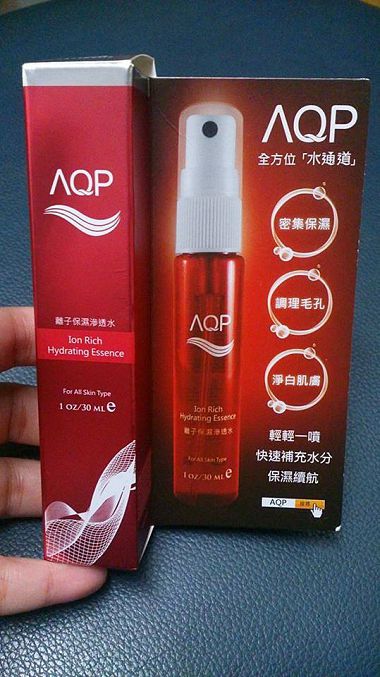 AQP
離子保濕滲透水
Ion Rich
Hydrating Essence
For All Skin Type
1 OZ/30 ML e
AQP
全方位「水通道」
密集保濕
調理毛孔
淨白肌膚
輕輕一噴
快速補充水分
保濕續航
AQP
AQP
Ion Rich
Hydrating Essence
離子保濕滲透水
For All Skin Type
1 OZ/30 ML e